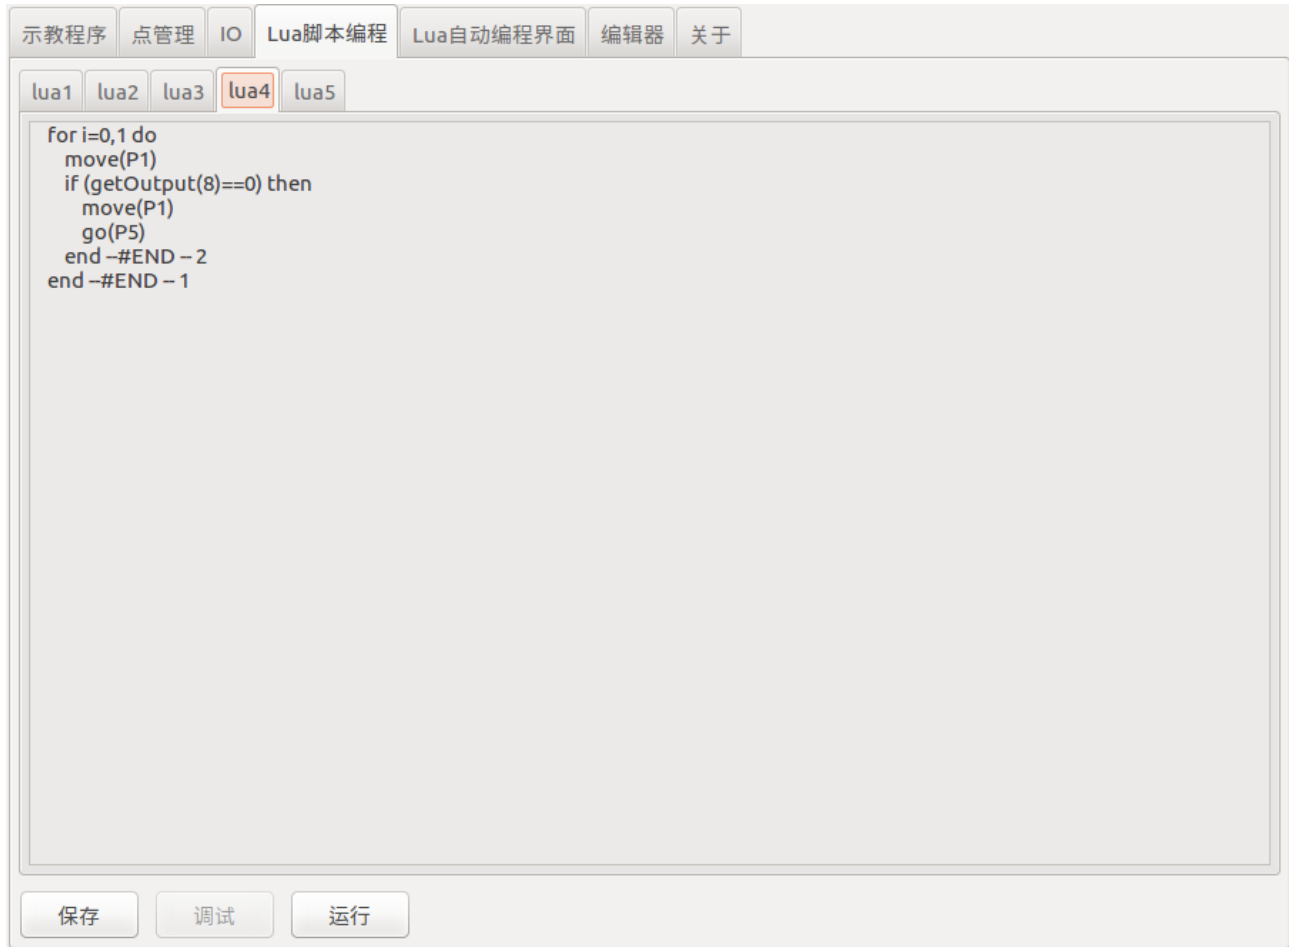 示教程序 点管理 IO Lua脚本编程 Lua自动编程界面 编辑器 关于
lua1 lua2 lua3 lua4 lua5
for i=0,1 do
move(P1)
if (getOutput(8)==0) then
move(P1)
go(P5)
end --#END -- 2
end --#END -- 1
保存 调试 运行